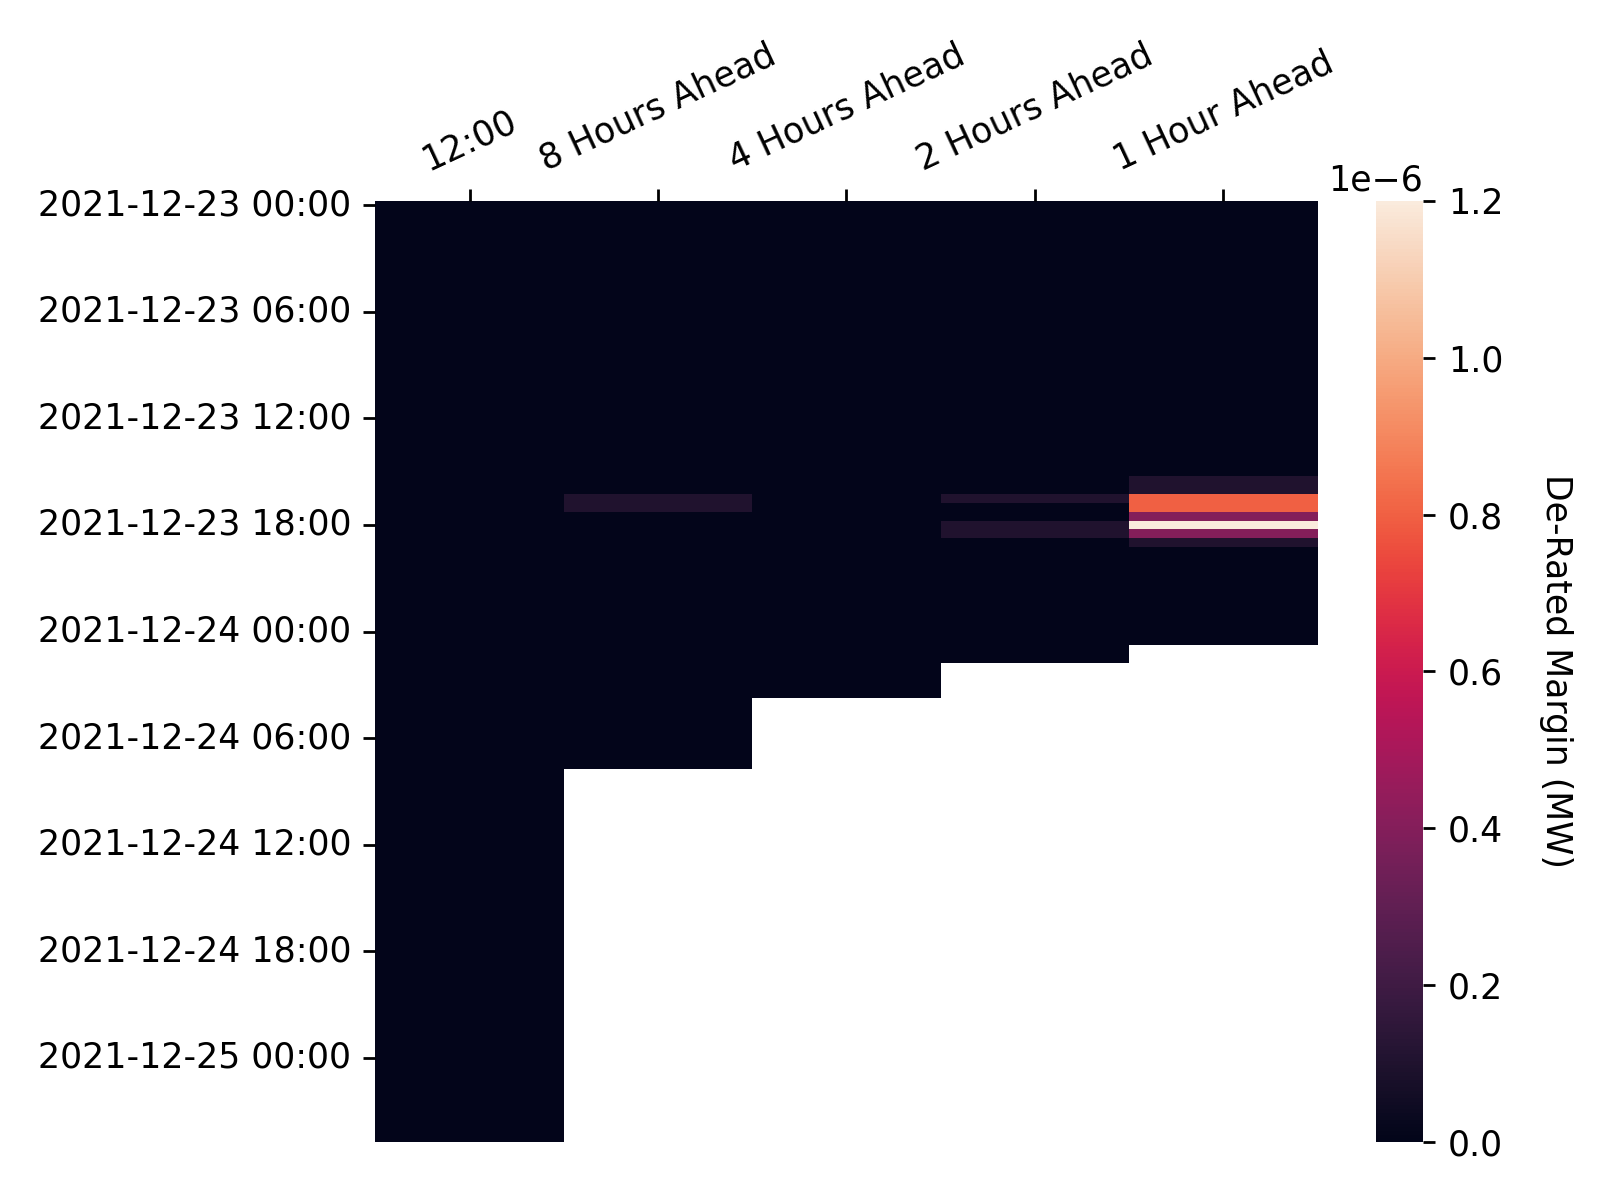 12:00
8 Hours Ahead
4 Hours Ahead
2 Hours Ahead
1 Hour Ahead
2021-12-23 00:00
2021-12-23 06:00
2021-12-23 12:00
2021-12-23 18:00
2021-12-24 00:00
2021-12-24 06:00
2021-12-24 12:00
2021-12-24 18:00
2021-12-25 00:00
1e−6
1.2
1.0
0.8
0.6
0.4
0.2
0.0
De-Rated Margin (MW)